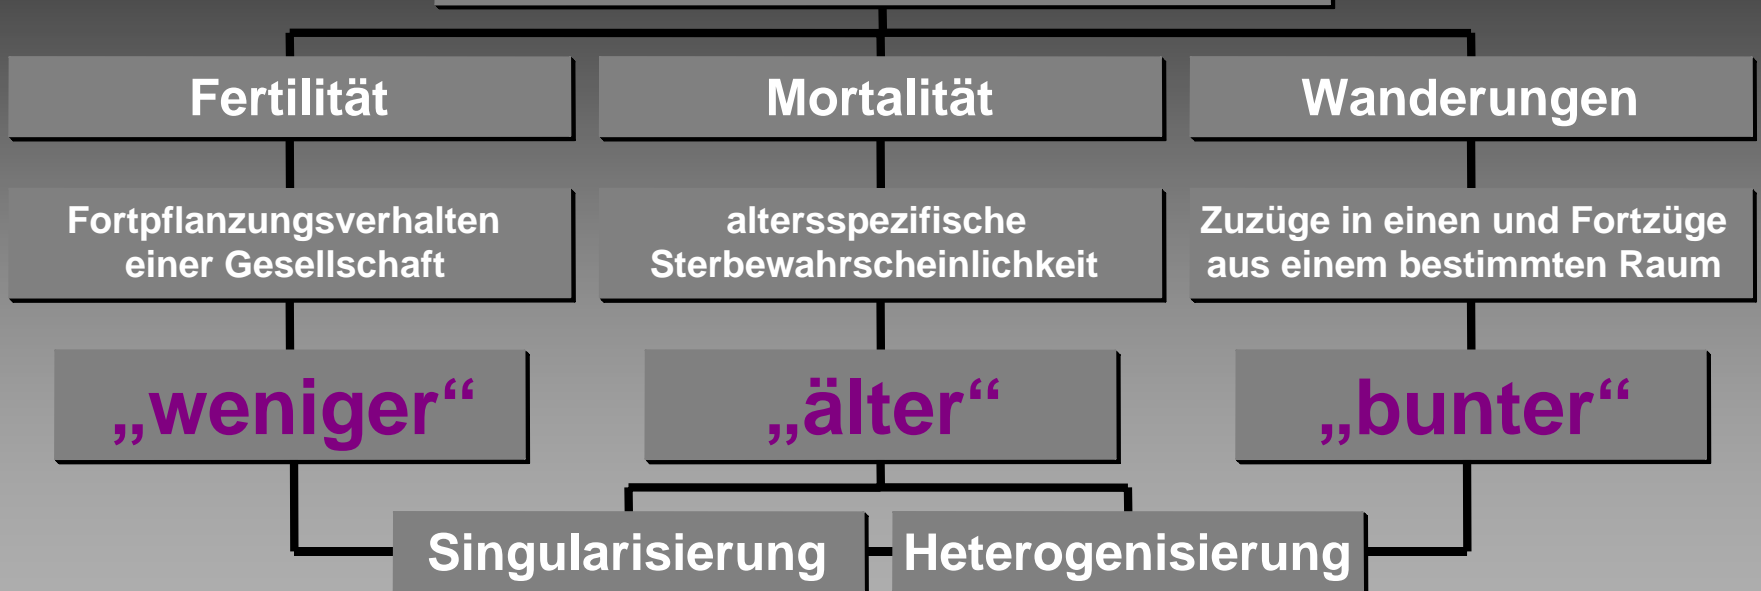 Fertilität
Mortalität
Wanderungen
Fortpflanzungsverhalten
einer Gesellschaft
altersspezifische
Sterbewahrscheinlichkeit
Zuzüge in einen und Fortzüge
aus einem bestimmten Raum
„weniger“
„älter“
„bunter“
Singularisierung
Heterogenisierung